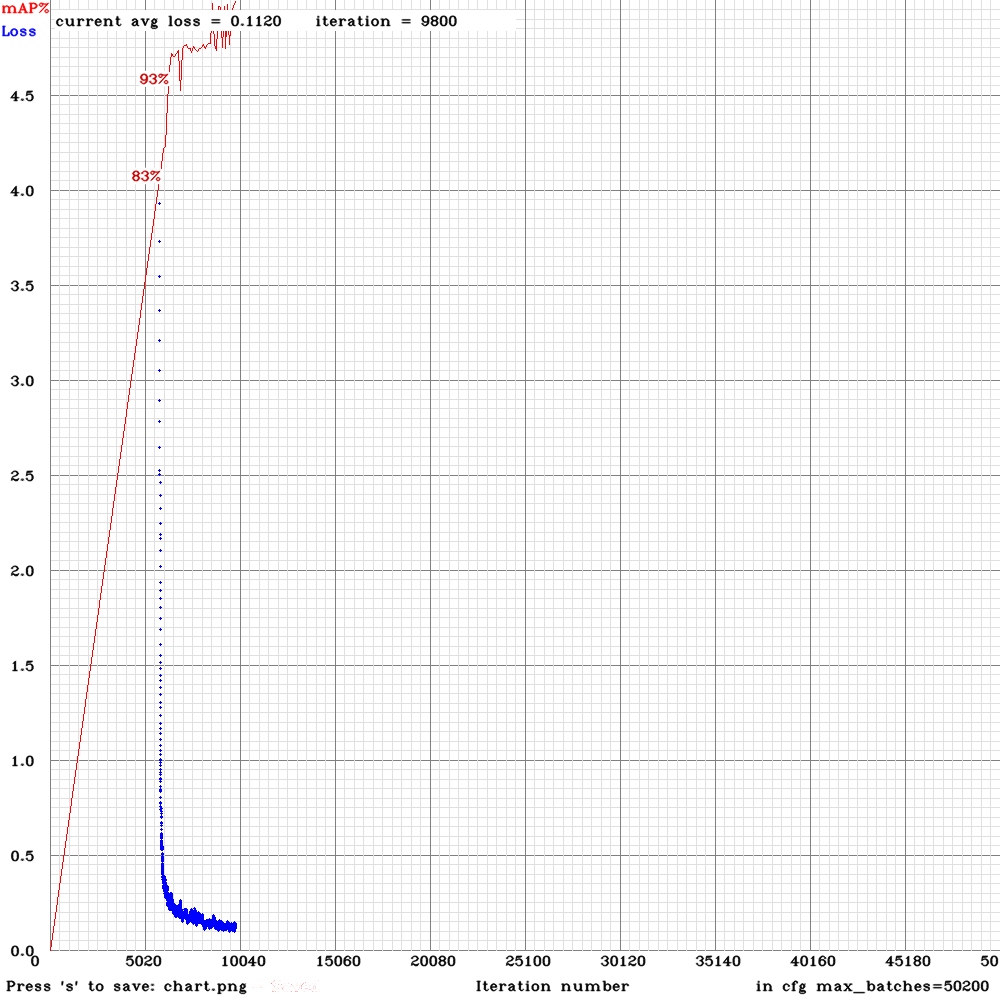 mAP%
current avg loss = 0.1120 iteration = 9800
Loss
93%
4.5
83%
4.0
3.5
3.0
2.5
2.0
1.5
1.0
0.5
0.0
0 5020 10040 15060 20080 25100 30120 35140 40160 45180 50
Press 's' to save: chart.png Iteration number in cfg max_batches=50200